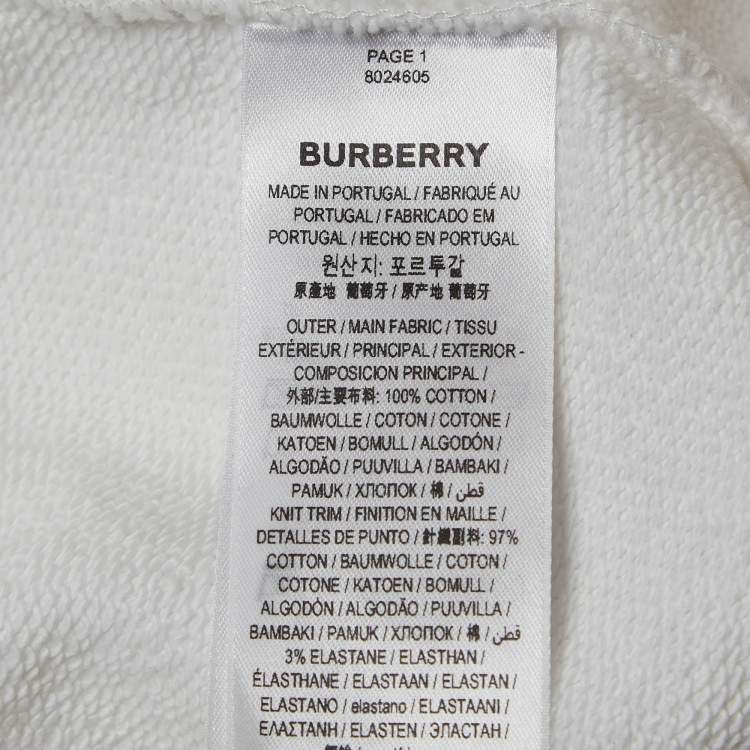 PAGE 1
8024605
BURBERRY
MADE IN PORTUGAL / FABRIQUÉ AU
PORTUGAL / FABRICADO EM
PORTUGAL / HECHO EN PORTUGAL
원산지: 포르투갈
原產地 葡萄牙 / 原产地 葡萄牙
OUTER / MAIN FABRIC / TISSU
EXTÉRIEUR / PRINCIPAL / EXTERIOR -
COMPOSICION PRINCIPAL /
外部/主要布料: 100% COTTON /
BAUMWOLLE / COTON / COTONE /
KATOEN / BOMULL / ALGODÓN /
ALGODÃO / PUUVILLA / BAMBAKI /
PAMUK / ХЛОПОК / 棉 / قطن
KNIT TRIM / FINITION EN MAILLE /
DETALLES DE PUNTO / 針織副料: 97%
COTTON / BAUMWOLLE / COTON /
COTONE / KATOEN / BOMULL /
ALGODÓN / ALGODÃO / PUUVILLA /
BAMBAKI / PAMUK / ХЛОПОК / 棉 / قطن
3% ELASTANE / ELASTHAN /
ÉLASTHANE / ELASTAAN / ELASTAN /
ELASTANO / elastano / ELASTAANI /
ΕΛΑΣΤΑΝΗ / ELASTEN / ЭЛАСТАН /